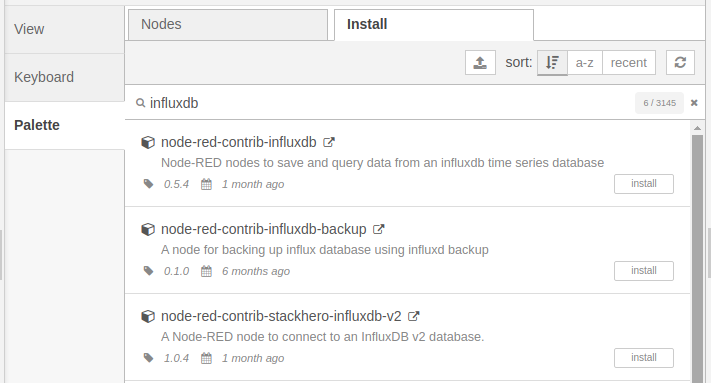 View
Keyboard
Palette
Nodes
Install
sort:
a-z
recent
influxdb
6 / 3145
node-red-contrib-influxdb
Node-RED nodes to save and query data from an influxdb time series database
0.5.4
1 month ago
install
node-red-contrib-influxdb-backup
A node for backing up influx database using influxd backup
0.1.0
6 months ago
install
node-red-contrib-stackhero-influxdb-v2
A Node-RED node to connect to an InfluxDB v2 database.
1.0.4
1 month ago
install